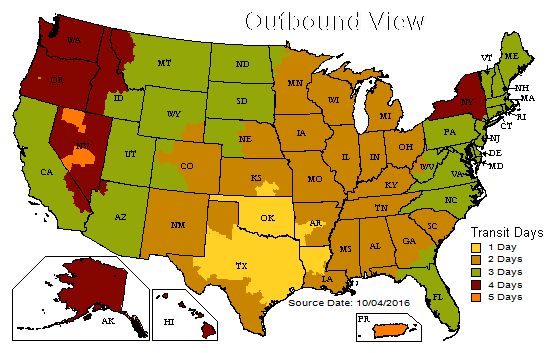 Outbound View
WA
OR
CA
NV
ID
MT
WY
UT
AZ
CO
NM
ND
SD
NE
KS
OK
TX
MN
IA
MO
AR
LA
WI
IL
MI
IN
OH
KY
TN
MS
AL
GA
FL
SC
NC
VA
WV
PA
NY
VT
ME
NH
MA
RI
CT
NJ
DE
MD
AK
HI
PR
Transit Days
1 Day
2 Days
3 Days
4 Days
5 Days
Source Date: 10/04/2016